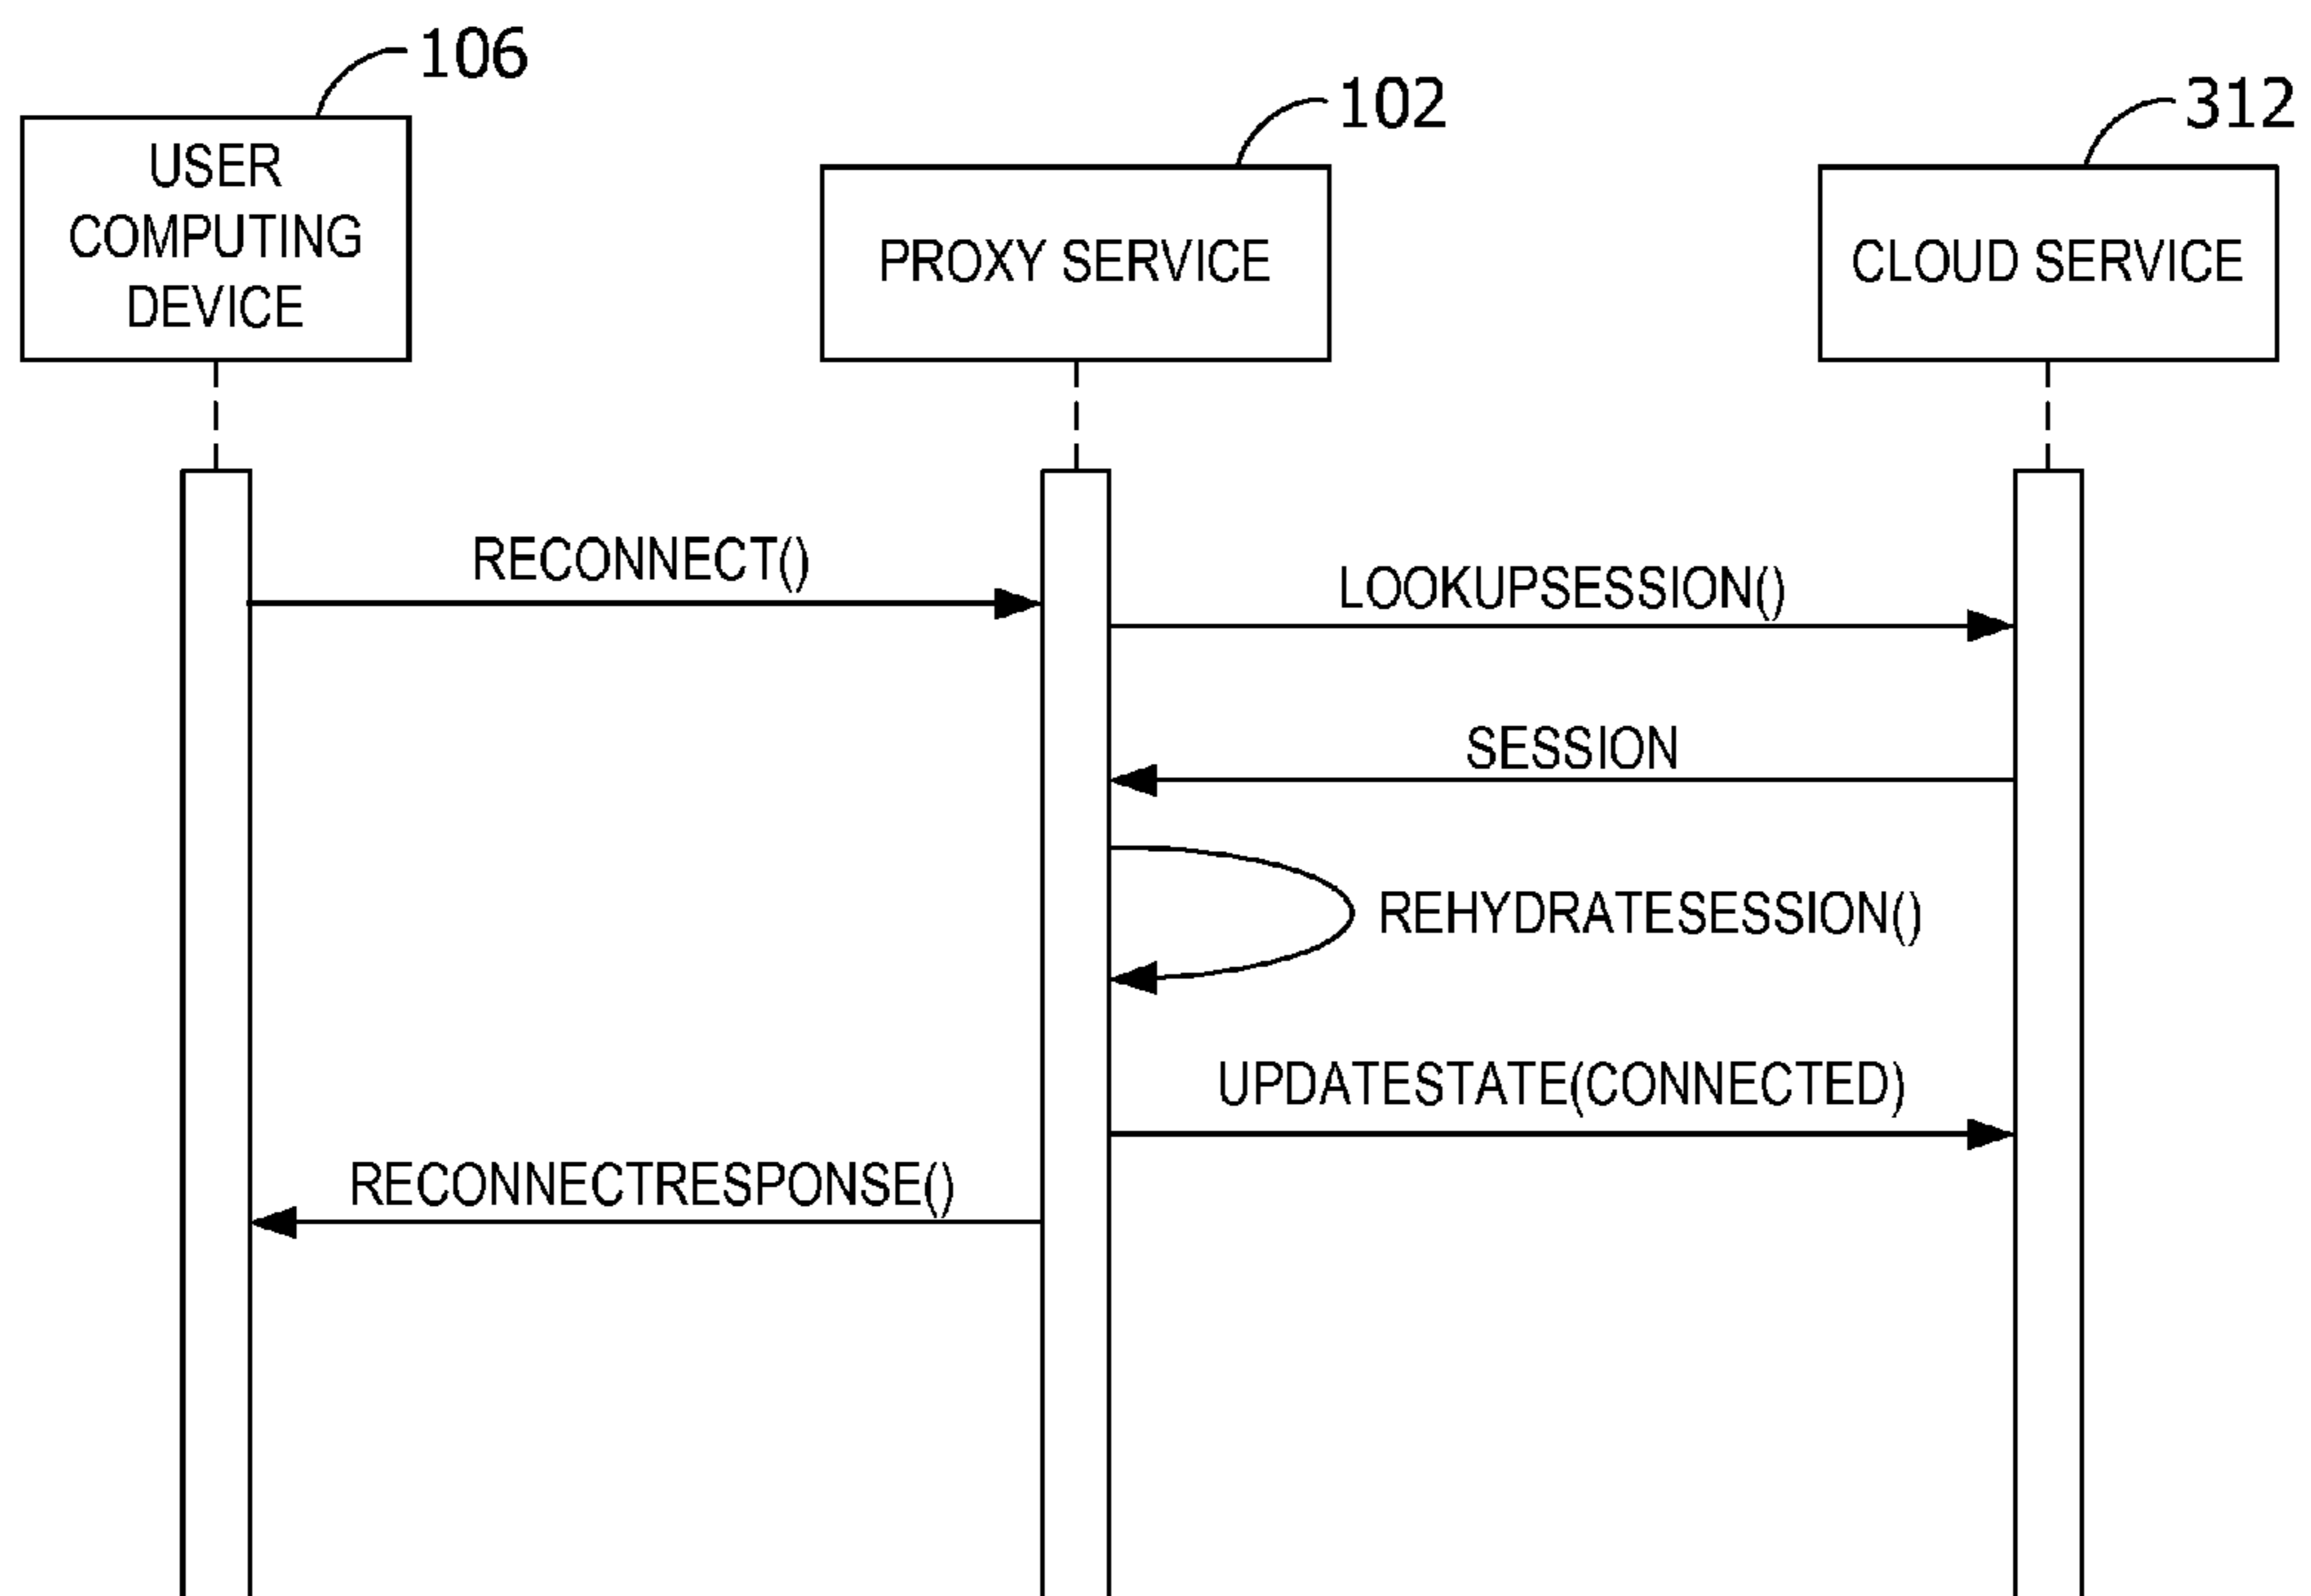 106
102
312
USER
COMPUTING
DEVICE
PROXY SERVICE
CLOUD SERVICE
RECONNECT()
LOOKUPSESSION()
SESSION
REHYDRATESESSION()
UPDATESTATE(CONNECTED)
RECONNECTRESPONSE()